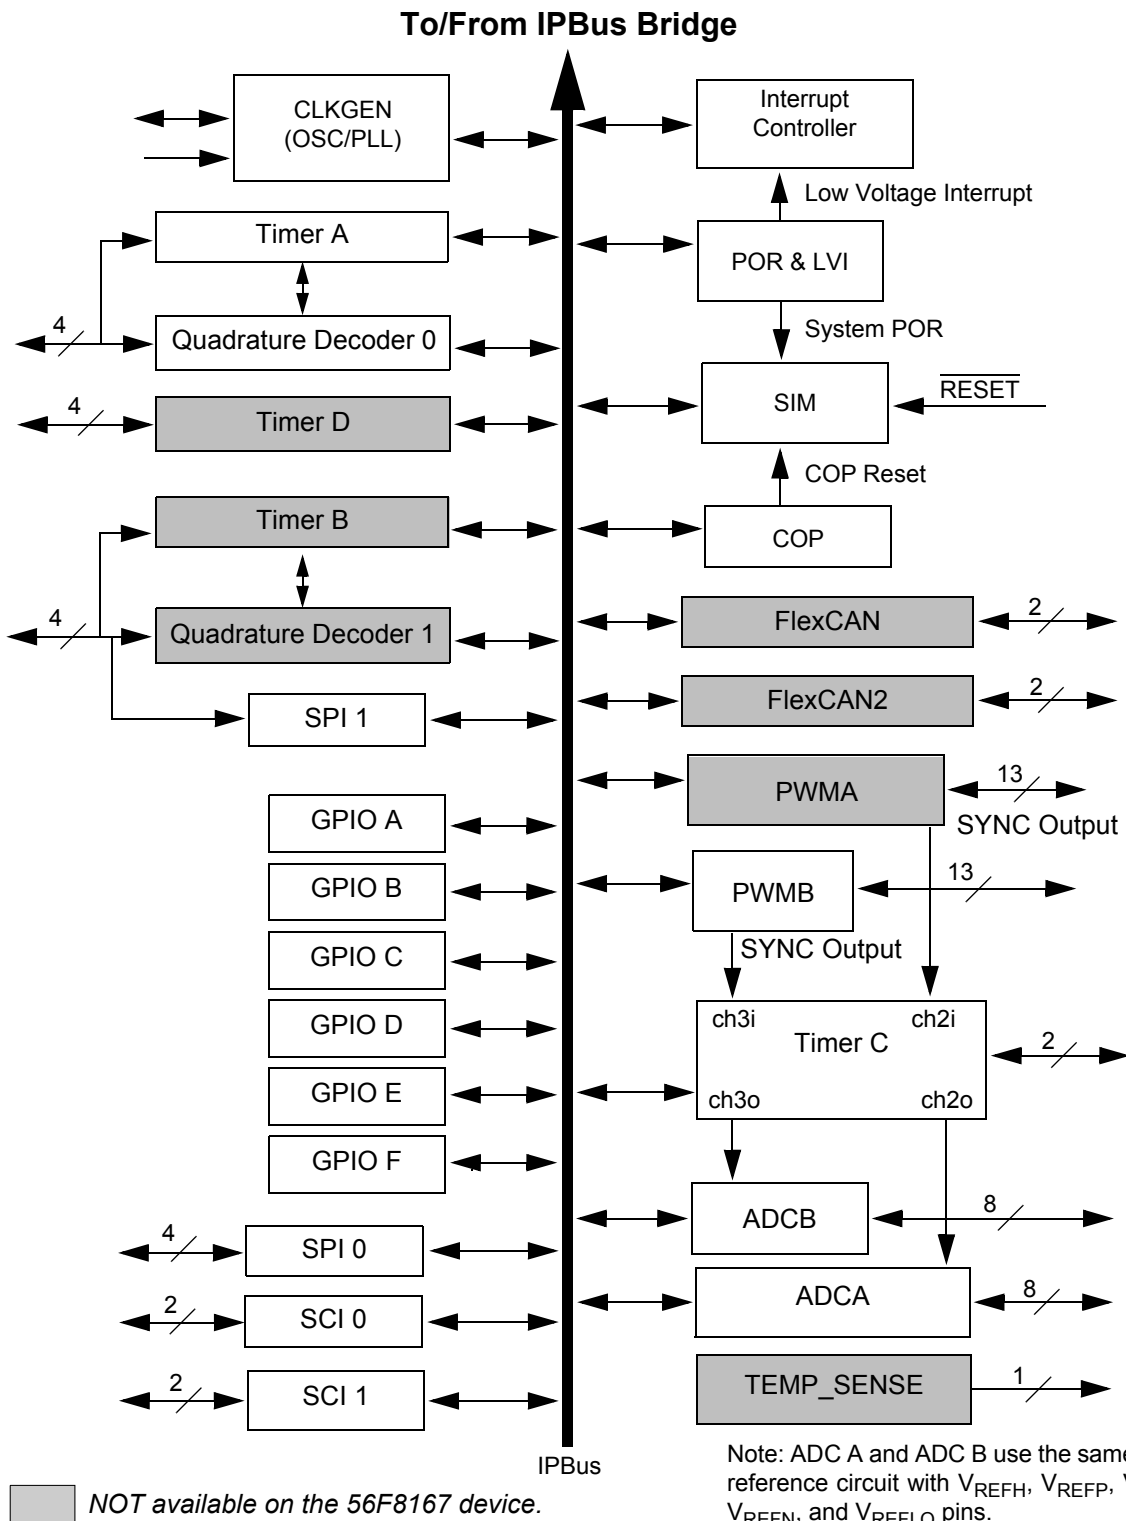 To/From IPBus Bridge
CLKGEN
(OSC/PLL)
Interrupt
Controller
Low Voltage Interrupt
Timer A
POR & LVI
4
Quadrature Decoder 0
System POR
4
Timer D
SIM
RESET
COP Reset
Timer B
COP
4
Quadrature Decoder 1
FlexCAN
2
SPI 1
FlexCAN2
2
PWMA
13
SYNC Output
GPIO A
GPIO B
PWMB
13
SYNC Output
GPIO C
GPIO D
ch3i
ch2i
Timer C
2
GPIO E
ch3o
ch2o
GPIO F
ADCB
8
4
SPI 0
2
SCI 0
ADCA
8
2
SCI 1
TEMP_SENSE
1
IPBus
Note: ADC A and ADC B use the same
reference circuit with VREFH, VREFP,
VREFN, and VREFLO pins.
NOT available on the 56F8167 device.